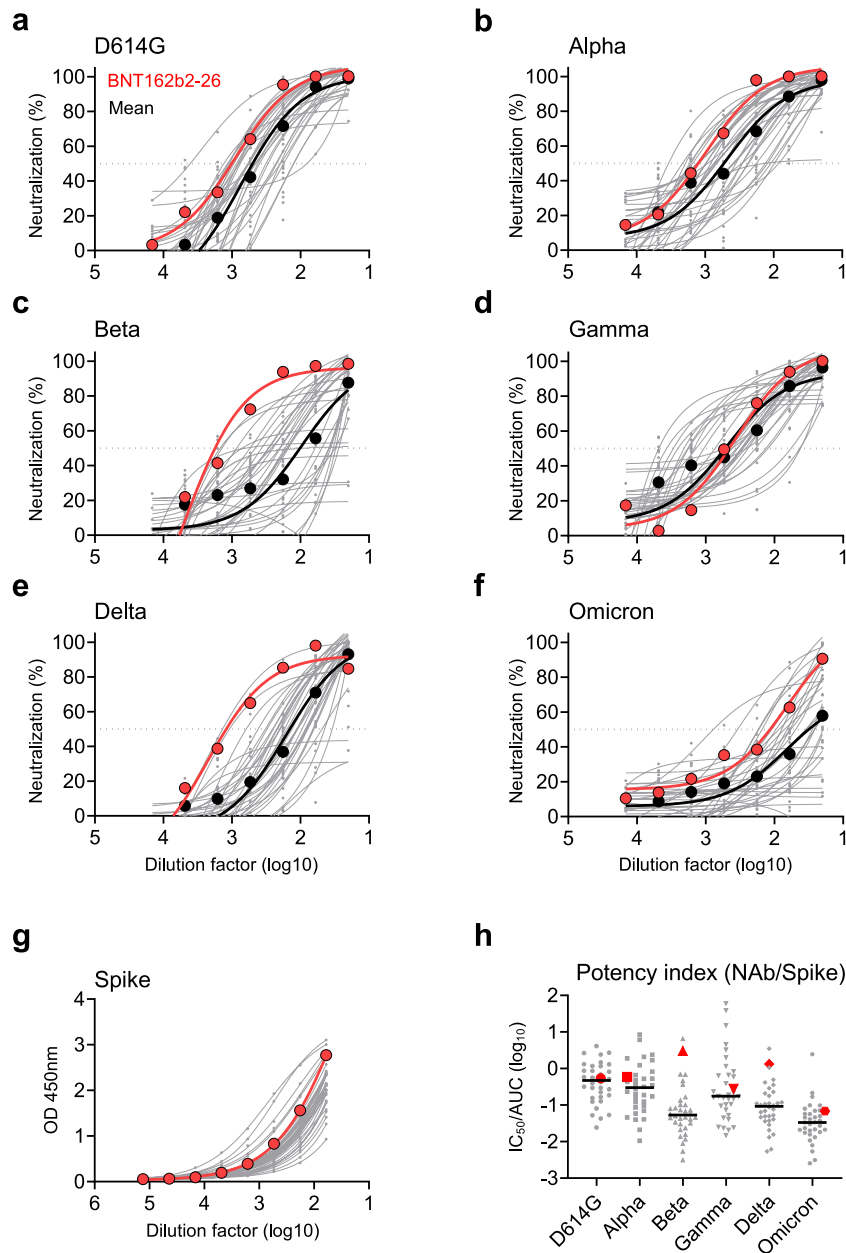 a
D614G
BNT162b2-26
Mean
Neutralization (%)
100
80
60
40
20
0
5 4 3 2 1
b
Alpha
Neutralization (%)
100
80
60
40
20
0
5 4 3 2 1
c
Beta
Neutralization (%)
100
80
60
40
20
0
5 4 3 2 1
d
Gamma
Neutralization (%)
100
80
60
40
20
0
5 4 3 2 1
e
Delta
Neutralization (%)
100
80
60
40
20
0
5 4 3 2 1
Dilution factor (log10)
f
Omicron
Neutralization (%)
100
80
60
40
20
0
5 4 3 2 1
Dilution factor (log10)
g
Spike
OD 450nm
4
3
2
1
0
6 5 4 3 2 1
Dilution factor (log10)
h
Potency index (NAb/Spike)
IC₅₀/AUC (log₁₀)
2
1
0
-1
-2
-3
D614G
Alpha
Beta
Gamma
Delta
Omicron